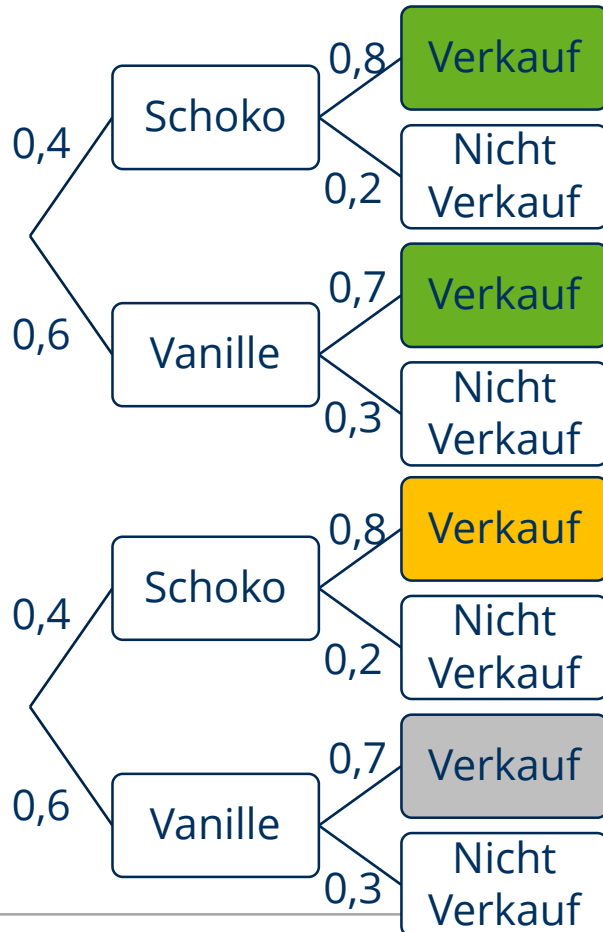 0,8
Verkauf
Schoko
0,4
Nicht
Verkauf
0,2
0,7
Verkauf
0,6
Vanille
Nicht
Verkauf
0,3
0,8
Verkauf
Schoko
0,4
Nicht
Verkauf
0,2
0,7
Verkauf
0,6
Vanille
Nicht
Verkauf
0,3